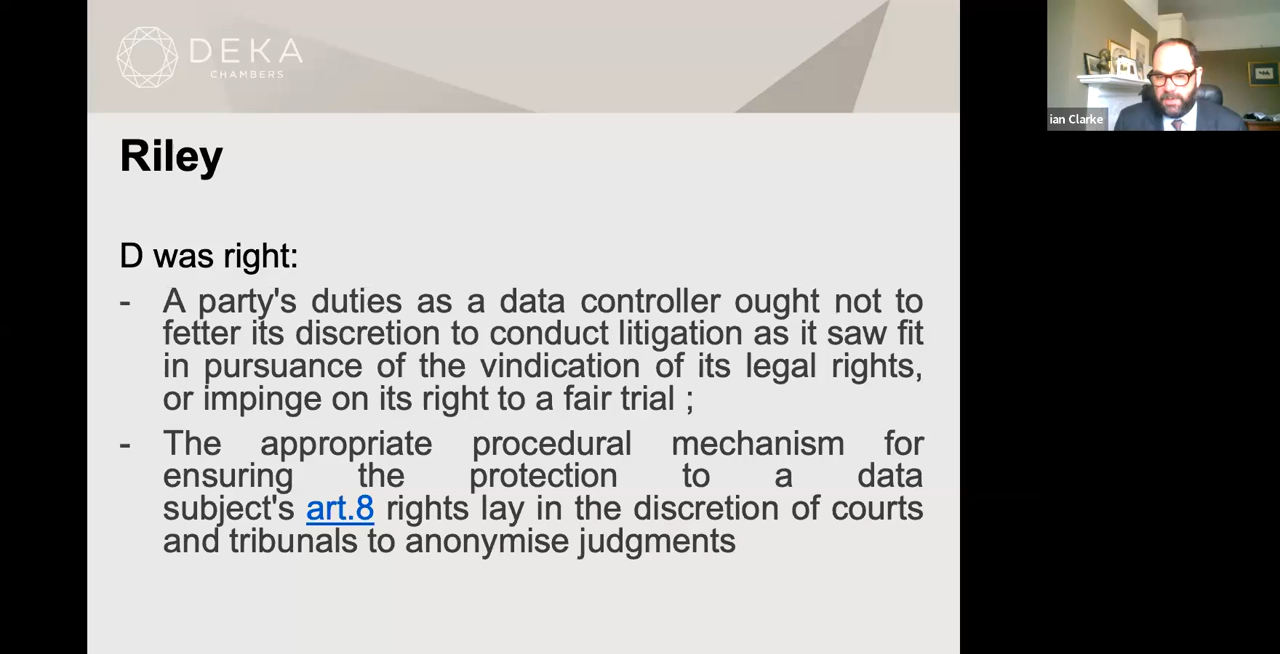 DEKA
CHAMBERS
ian Clarke
Riley
D was right:
- A party's duties as a data controller ought not to
fetter its discretion to conduct litigation as it saw fit
in pursuance of the vindication of its legal rights,
or impinge on its right to a fair trial ;
- The appropriate procedural mechanism for
ensuring the protection to a data
subject's art.8 rights lay in the discretion of courts
and tribunals to anonymise judgments